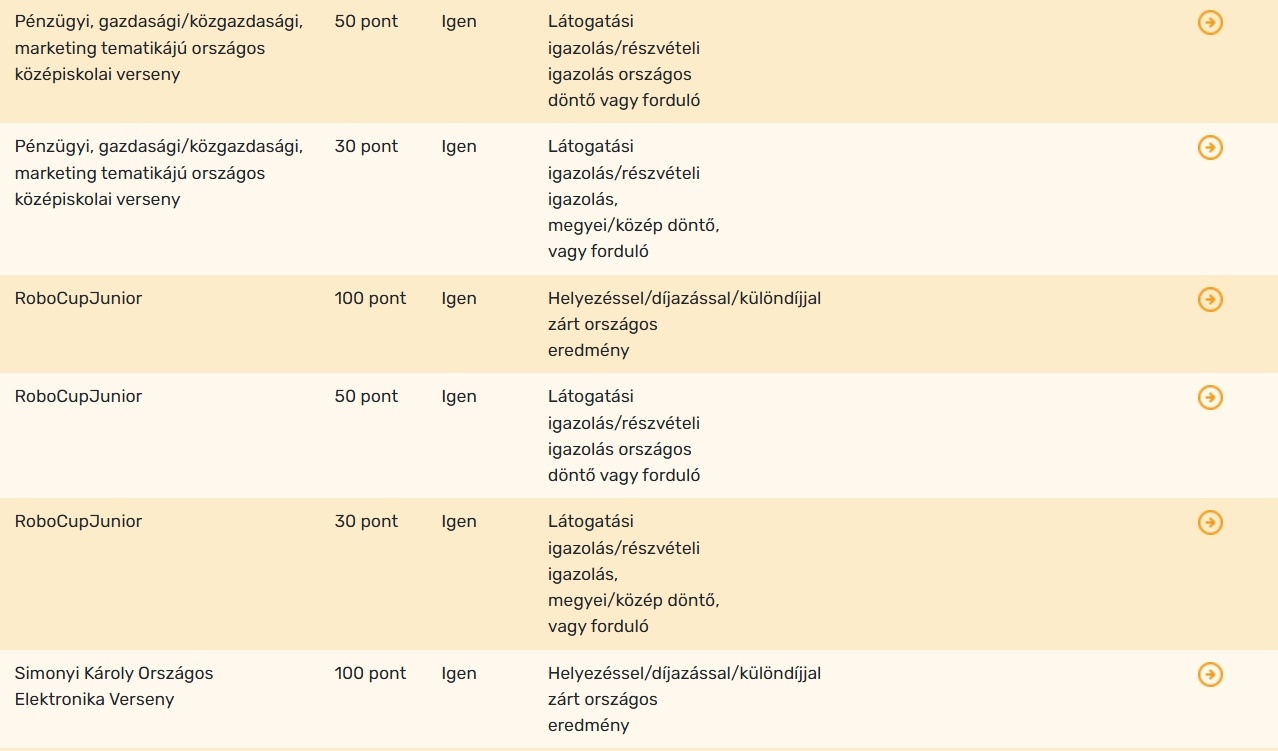 Pénzügyi, gazdasági/közgazdasági, 50 pont Igen Látogatási
marketing tematikájú országos igazolás/részvételi
középiskolai verseny igazolás országos
döntő vagy forduló
Pénzügyi, gazdasági/közgazdasági, 30 pont Igen Látogatási
marketing tematikájú országos igazolás/részvételi
középiskolai verseny igazolás,
megyei/közép döntő,
vagy forduló
RoboCupJunior 100 pont Igen Helyezéssel/díjazással/különdíjjal
zárt országos
eredmény
RoboCupJunior 50 pont Igen Látogatási
igazolás/részvételi
igazolás országos
döntő vagy forduló
RoboCupJunior 30 pont Igen Látogatási
igazolás/részvételi
igazolás,
megyei/közép döntő,
vagy forduló
Simonyi Károly Országos 100 pont Igen Helyezéssel/díjazással/különdíjjal
Elektronika Verseny zárt országos
eredmény